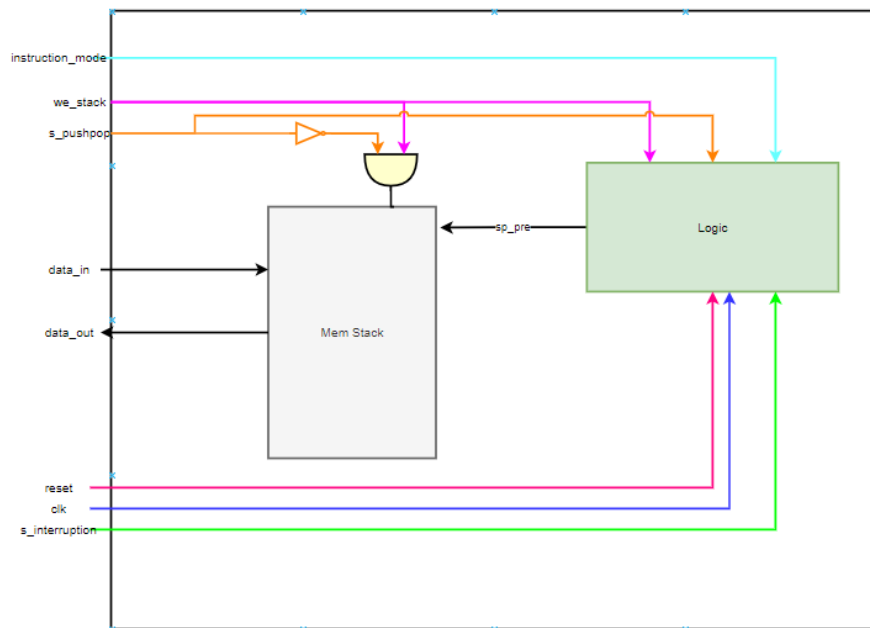 instruction_mode
we_stack
s_pushpop
sp_pre
Logic
data_in
data_out
Mem Stack
reset
clk
s_interruption